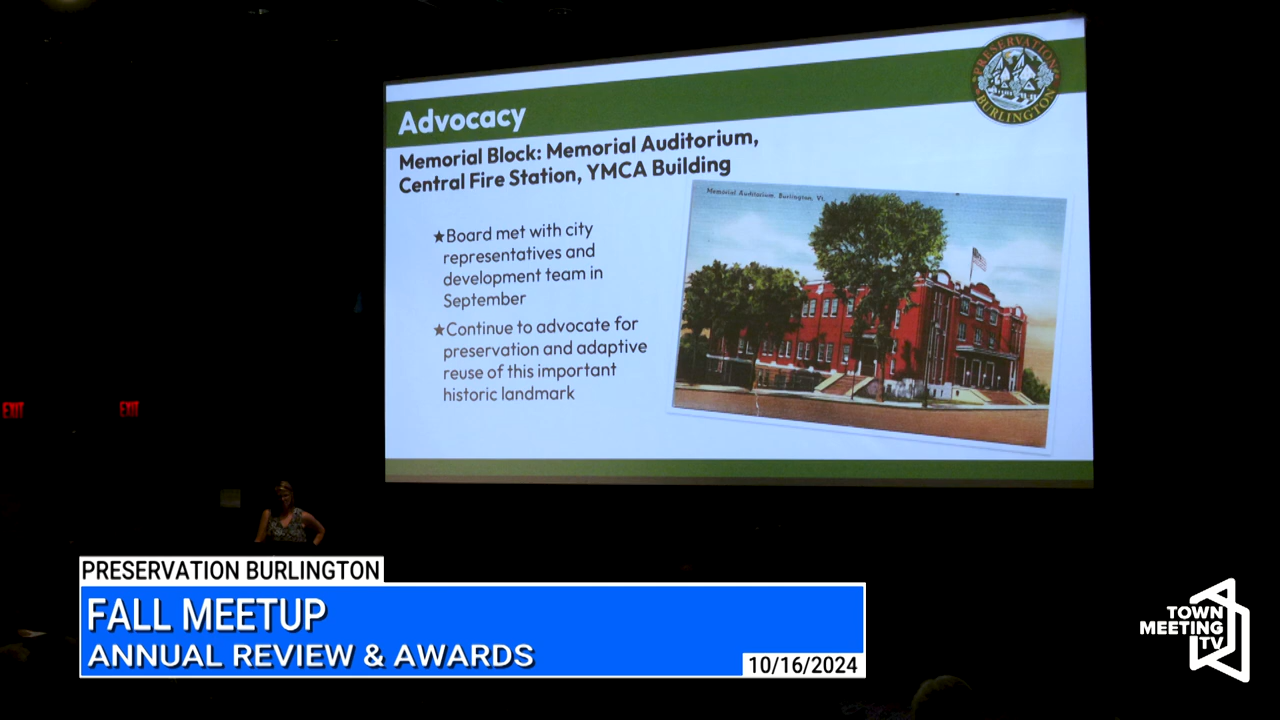 Advocacy
PRESERVATION
BURLINGTON
Memorial Block: Memorial Auditorium,
Central Fire Station, YMCA Building
Memorial Auditorium, Burlington, Vt.
★Board met with city
representatives and
development team in
September
★Continue to advocate for
preservation and adaptive
reuse of this important
historic landmark
EXIT
EXIT
PRESERVATION BURLINGTON
FALL MEETUP
ANNUAL REVIEW & AWARDS
10/16/2024
TOWN
MEETING
TV